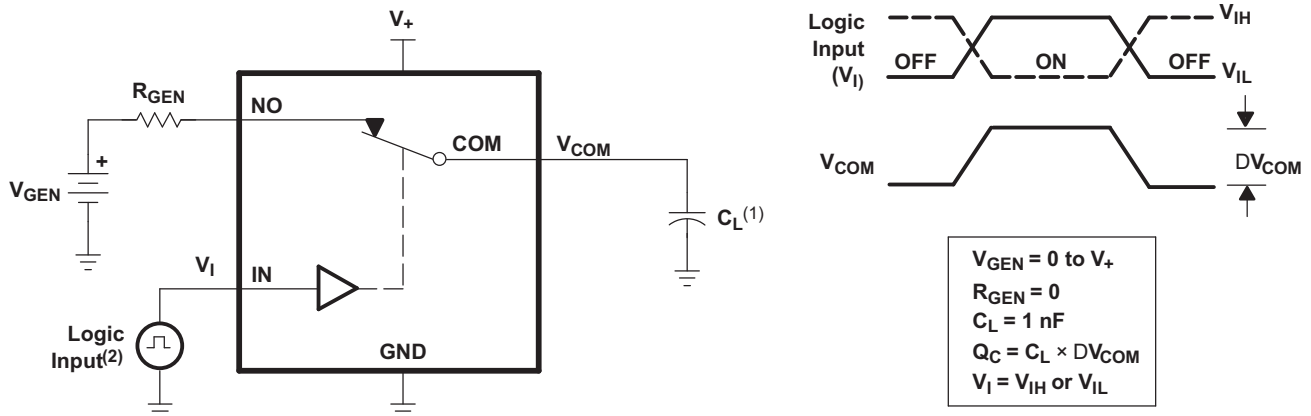 V+
RGEN
NO
COM
VCOM
VGEN
+
CL(1)
VI
IN
Logic
Input(2)
GND
Logic
Input
(VI)
OFF
ON
OFF
VIH
VIL
VCOM
DVCOM
VGEN = 0 to V+
RGEN = 0
CL = 1 nF
QC = CL × DVCOM
VI = VIH or VIL